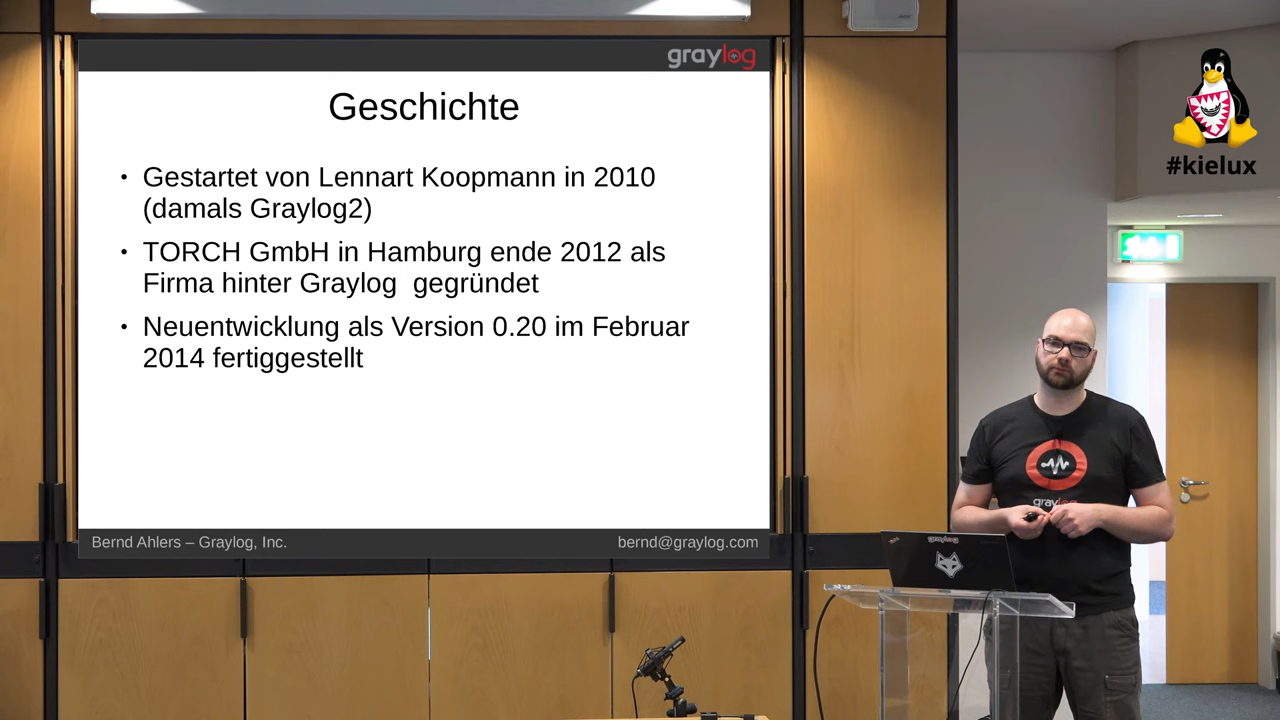 graylog
Geschichte
• Gestartet von Lennart Koopmann in 2010
(damals Graylog2)
• TORCH GmbH in Hamburg ende 2012 als
Firma hinter Graylog  gegründet
• Neuentwicklung als Version 0.20 im Februar
2014 fertiggestellt
Bernd Ahlers – Graylog, Inc.
bernd@graylog.com
#kielux
graylog
graylog